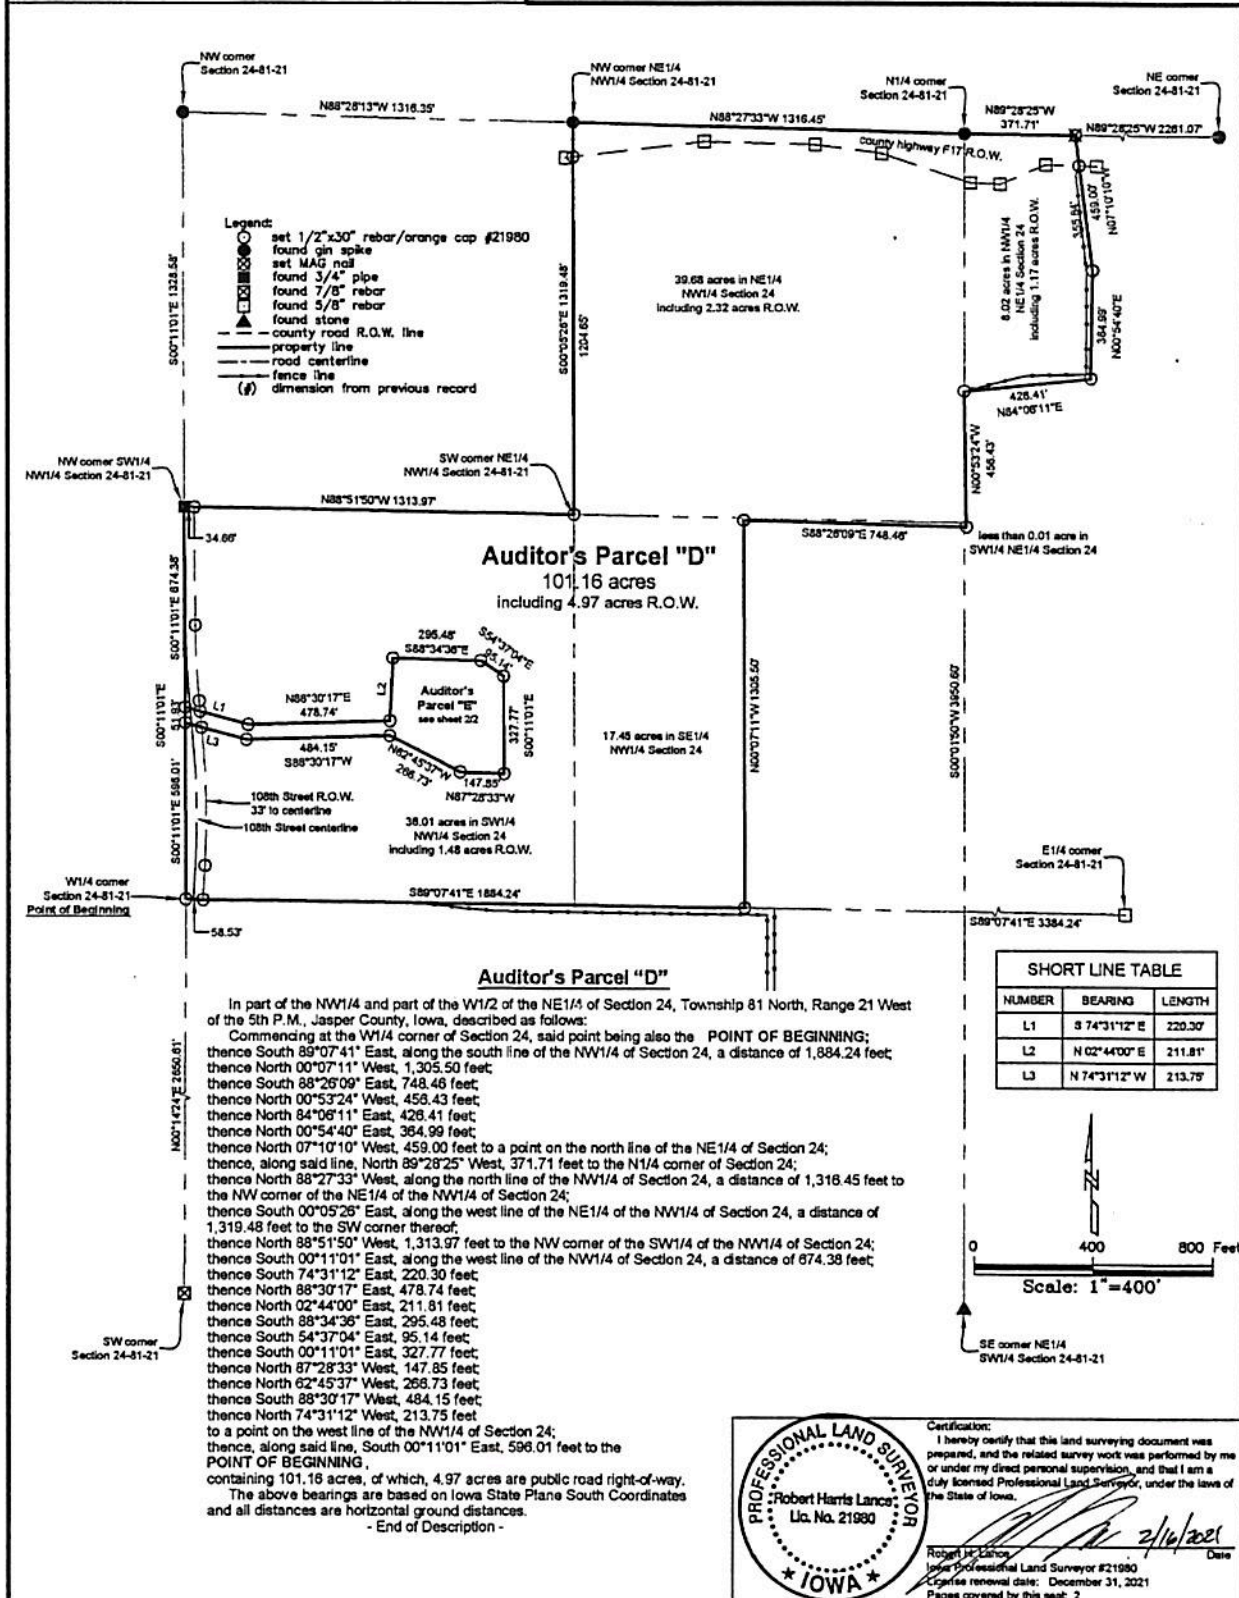 NW corner
Section 24-81-21
NW corner NE1/4
NW1/4 Section 24-81-21
N1/4 corner
Section 24-81-21
NE corner
Section 24-81-21
N88°28'13"W 1316.35'
N88°27'33"W 1316.45'
N89°28'25"W
371.71'
N89°28'25"W 2261.07'
county highway F17 R.O.W.
Legend:
set 1/2"x30" rebar/orange cap #21980
found gin spike
set MAG nail
found 3/4" pipe
found 7/8" rebar
found 5/8" rebar
found stone
county road R.O.W. line
property line
road centerline
fence line
(#) dimension from previous record
S00°11'01"E 1328.58'
S00°05'26"E 1319.48'
1204.65'
39.68 acres in NE1/4
NW1/4 Section 24
including 2.32 acres R.O.W.
8.02 acres in NW1/4
NE1/4 Section 24
including 1.17 acres R.O.W.
355.64'
459.00'
N07°10'10"W
364.99'
N00°54'40"E
426.41'
N84°06'11"E
N00°53'24"W
456.43'
NW corner SW1/4
NW1/4 Section 24-81-21
SW corner NE1/4
NW1/4 Section 24-81-21
N88°51'50"W 1313.97'
34.66'
S88°26'09"E 748.46'
less than 0.01 acre in
SW1/4 NE1/4 Section 24
Auditor's Parcel "D"
101.16 acres
including 4.97 acres R.O.W.
S00°11'01"E 674.38'
295.48'
S88°34'36"E
S54°37'04"E
95.14'
L2
Auditor's
Parcel "E"
see sheet 2/2
327.77'
S00°11'01"E
S00°11'01"E
51.93'
L1
N88°30'17"E
478.74'
L3
484.15'
S88°30'17"W
N62°45'37"W
266.73'
147.85'
N87°28'33"W
17.45 acres in SE1/4
NW1/4 Section 24
N00°07'11"W 1305.50'
S00°01'50"W 3950.60'
S00°11'01"E 596.01'
108th Street R.O.W.
33' to centerline
108th Street centerline
36.01 acres in SW1/4
NW1/4 Section 24
including 1.48 acres R.O.W.
W1/4 corner
Section 24-81-21
Point of Beginning
S89°07'41"E 1884.24'
58.53'
E1/4 corner
Section 24-81-21
S89°07'41"E 3384.24'
N00°14'24"E 2650.81'
SW corner
Section 24-81-21
Auditor's Parcel "D"
In part of the NW1/4 and part of the W1/2 of the NE1/4 of Section 24, Township 81 North, Range 21 West
of the 5th P.M., Jasper County, Iowa, described as follows:
Commencing at the W1/4 corner of Section 24, said point being also the POINT OF BEGINNING;
thence South 89°07'41" East, along the south line of the NW1/4 of Section 24, a distance of 1,884.24 feet;
thence North 00°07'11" West, 1,305.50 feet;
thence South 88°26'09" East, 748.46 feet;
thence North 00°53'24" West, 456.43 feet;
thence North 84°06'11" East, 426.41 feet;
thence North 00°54'40" East, 364.99 feet;
thence North 07°10'10" West, 459.00 feet to a point on the north line of the NE1/4 of Section 24;
thence, along said line, North 89°28'25" West, 371.71 feet to the N1/4 corner of Section 24;
thence North 88°27'33" West, along the north line of the NW1/4 of Section 24, a distance of 1,316.45 feet to
the NW corner of the NE1/4 of the NW1/4 of Section 24;
thence South 00°05'26" East, along the west line of the NE1/4 of the NW1/4 of Section 24, a distance of
1,319.48 feet to the SW corner thereof;
thence North 88°51'50" West, 1,313.97 feet to the NW corner of the SW1/4 of the NW1/4 of Section 24;
thence South 00°11'01" East, along the west line of the NW1/4 of Section 24, a distance of 674.38 feet;
thence South 74°31'12" East, 220.30 feet;
thence North 88°30'17" East, 478.74 feet;
thence North 02°44'00" East, 211.81 feet;
thence South 88°34'36" East, 295.48 feet;
thence South 54°37'04" East, 95.14 feet;
thence South 00°11'01" East, 327.77 feet;
thence North 87°28'33" West, 147.85 feet;
thence North 62°45'37" West, 266.73 feet;
thence South 88°30'17" West, 484.15 feet;
thence North 74°31'12" West, 213.75 feet
to a point on the west line of the NW1/4 of Section 24;
thence, along said line, South 00°11'01" East, 596.01 feet to the
POINT OF BEGINNING,
containing 101.16 acres, of which, 4.97 acres are public road right-of-way.
The above bearings are based on Iowa State Plane South Coordinates
and all distances are horizontal ground distances.
- End of Description -
SHORT LINE TABLE
NUMBER BEARING LENGTH
L1 S 74°31'12" E 220.30'
L2 N 02°44'00" E 211.81'
L3 N 74°31'12" W 213.75'
N
0 400 800 Feet
Scale: 1"=400'
SE corner NE1/4
SW1/4 Section 24-81-21
PROFESSIONAL LAND SURVEYOR
Robert Harris Lance
Lic. No. 21980
IOWA
Certification:
I hereby certify that this land surveying document was
prepared, and the related survey work was performed by me
or under my direct personal supervision, and that I am a
duly licensed Professional Land Surveyor, under the laws of
the State of Iowa.
2/16/2021
Robert H. Lance Date
Iowa Professional Land Surveyor #21980
License renewal date: December 31, 2021
Pages covered by this seal: 2